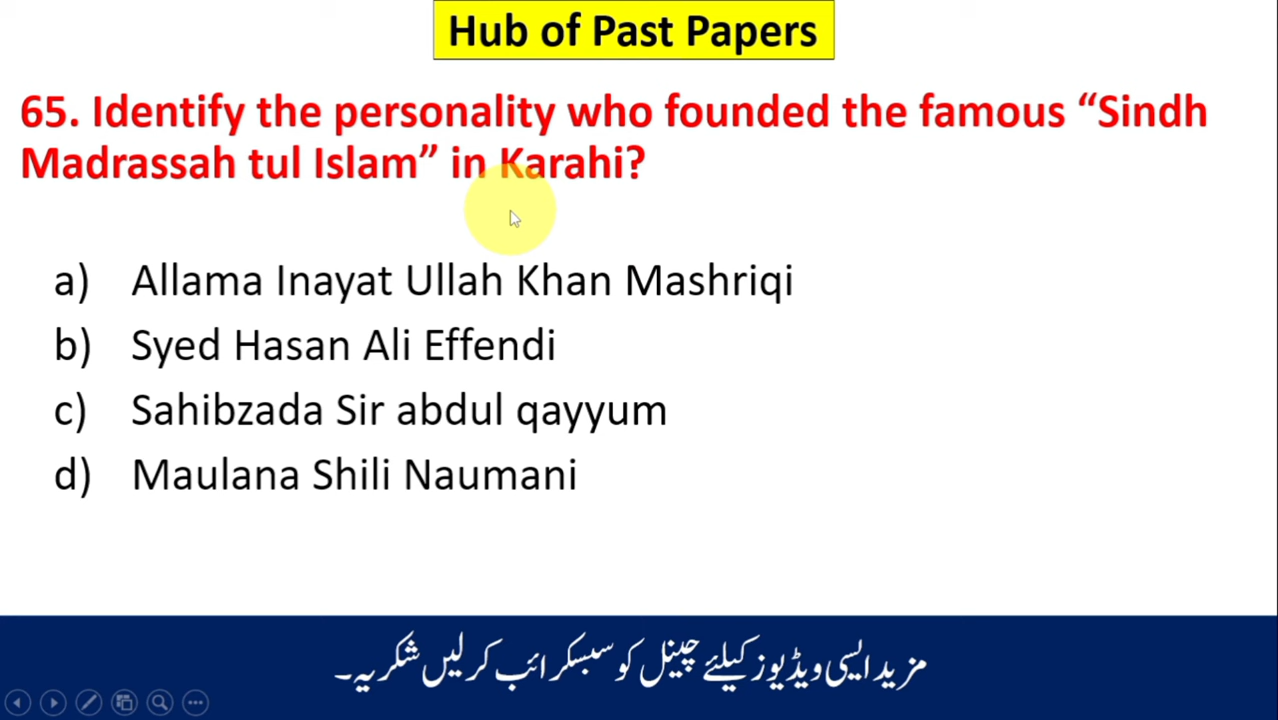 Hub of Past Papers
65. Identify the personality who founded the famous “Sindh
Madrassah tul Islam” in Karahi?
a) Allama Inayat Ullah Khan Mashriqi
b) Syed Hasan Ali Effendi
c) Sahibzada Sir abdul qayyum
d) Maulana Shili Naumani
مزید ایسی ویڈیوز کیلئے چینل کو سبسکرائب کر لیں شکریہ۔